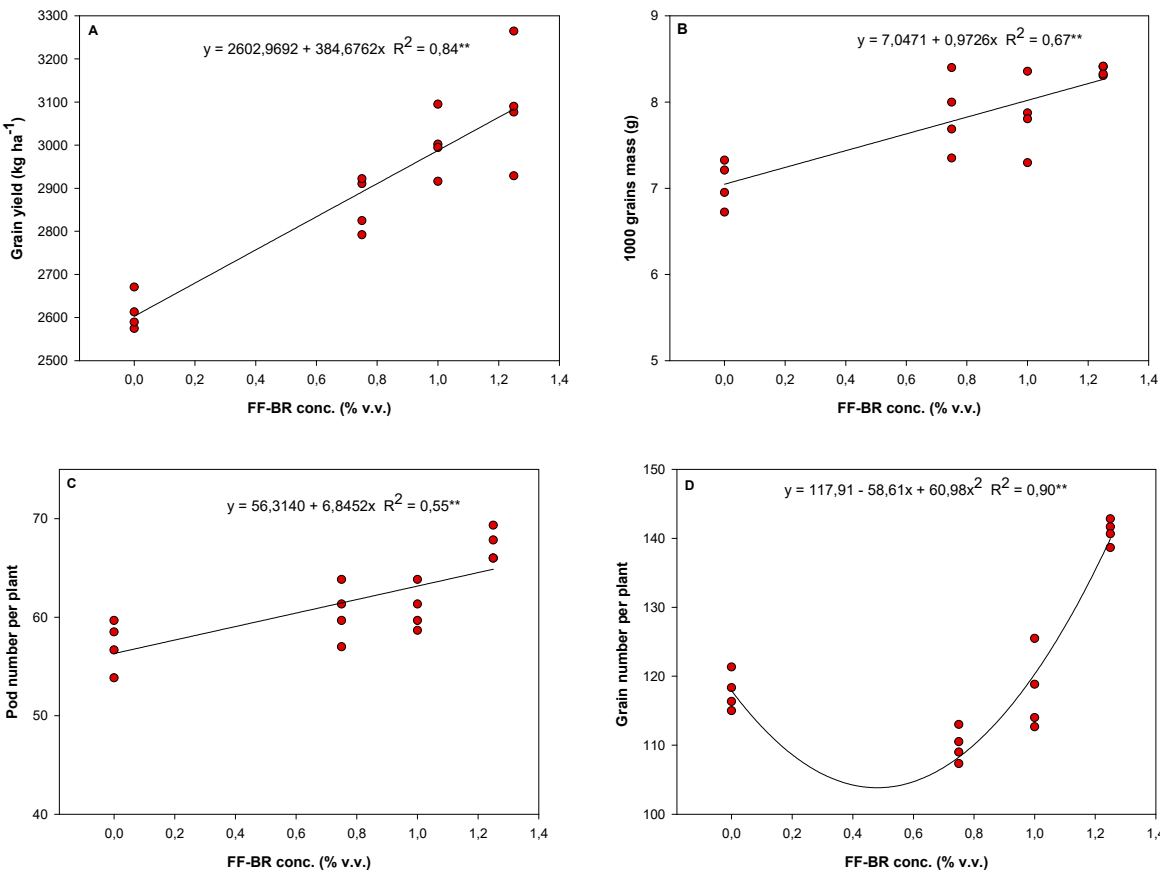 A
y = 2602,9692 + 384,6762x R2 = 0,84**
Grain yield (kg ha-1)
3300
3200
3100
3000
2900
2800
2700
2600
2500
0,0 0,2 0,4 0,6 0,8 1,0 1,2 1,4
FF-BR conc. (% v.v.)
B
y = 7,0471 + 0,9726x R2 = 0,67**
1000 grains mass (g)
9
8
7
6
5
0,0 0,2 0,4 0,6 0,8 1,0 1,2 1,4
FF-BR conc. (% v.v.)
C
y = 56,3140 + 6,8452x R2 = 0,55**
Pod number per plant
70
60
50
40
0,0 0,2 0,4 0,6 0,8 1,0 1,2 1,4
FF-BR conc. (% v.v.)
D
y = 117,91 - 58,61x + 60,98x2 R2 = 0,90**
Grain number per plant
150
140
130
120
110
100
0,0 0,2 0,4 0,6 0,8 1,0 1,2 1,4
FF-BR conc. (% v.v.)